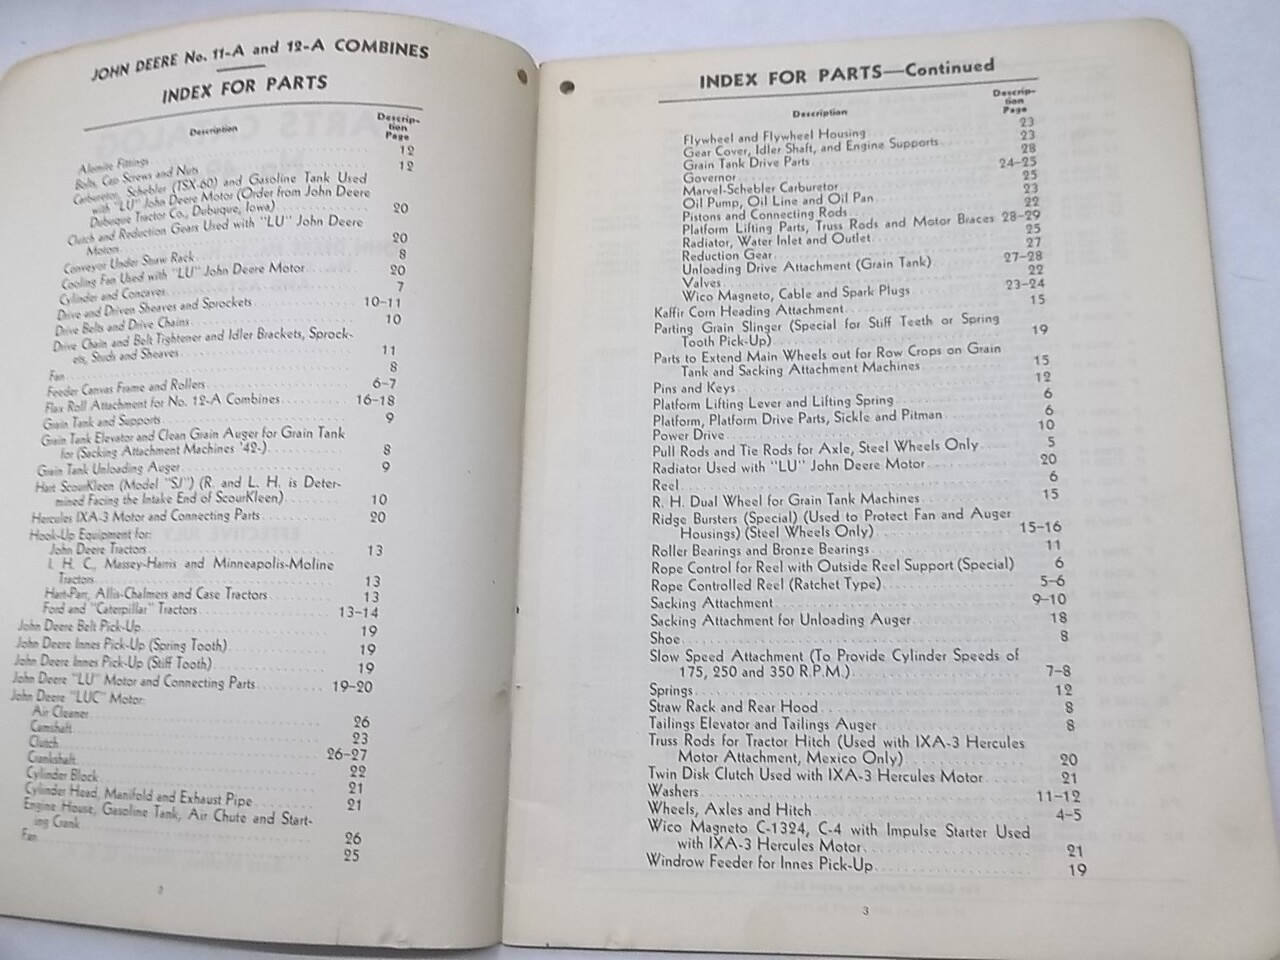 JOHN DEERE No. 11-A and 12-A COMBINES
INDEX FOR PARTS
Description
Descrip-
tion
Page
Alemite Fittings 12
Bolts, Cap Screws and Nuts 12
Carburetor, Schebler (TSX-60) and Gasoline Tank Used
with "LU" John Deere Motor (Order from John Deere
Dubuque Tractor Co., Dubuque, Iowa) 20
Clutch and Reduction Gears Used with "LU" John Deere
Motors 20
Conveyor Under Straw Rack 8
Cooling Fan Used with "LU" John Deere Motor 20
Cylinder and Concaves 7
Drive and Driven Sheaves and Sprockets 10-11
Drive Belts and Drive Chains 10
Drive Chain and Belt Tightener and Idler Brackets, Sprock-
ets, Studs and Sheaves 11
Fan 8
Feeder Canvas Frame and Rollers 6-7
Flax Roll Attachment for No. 12-A Combines 16-18
Grain Tank and Supports 9
Grain Tank Elevator and Clean Grain Auger for Grain Tank
for (Sacking Attachment Machines '42-) 8
Grain Tank Unloading Auger 9
Hart ScourKleen (Model "SJ") (R. and L. H. is Deter-
mined Facing the Intake End of ScourKleen) 10
Hercules IXA-3 Motor and Connecting Parts 20
Hook-Up Equipment for:
John Deere Tractors 13
I. H. C., Massey-Harris and Minneapolis-Moline
Tractors 13
Hart-Parr, Allis-Chalmers and Case Tractors 13
Ford and "Caterpillar" Tractors 13-14
John Deere Belt Pick-Up 19
John Deere Innes Pick-Up (Spring Tooth) 19
John Deere Innes Pick-Up (Stiff Tooth) 19
John Deere "LU" Motor and Connecting Parts 19-20
John Deere "LUC" Motor:
Air Cleaner 26
Camshaft 23
Clutch 26-27
Crankshaft 22
Cylinder Block 21
Cylinder Head, Manifold and Exhaust Pipe 21
Engine House, Gasoline Tank, Air Chute and Start-
ing Crank 26
Fan 25
2
INDEX FOR PARTS—Continued
Description
Descrip-
tion
Page
Flywheel and Flywheel Housing 23
Gear Cover, Idler Shaft, and Engine Supports 23
Grain Tank Drive Parts 28
Governor 24-25
Marvel-Schebler Carburetor 25
Oil Pump, Oil Line and Oil Pan 23
Pistons and Connecting Rods 22
Platform Lifting Parts, Truss Rods and Motor Braces 28-29
Radiator, Water Inlet and Outlet 25
Reduction Gear 27
Unloading Drive Attachment (Grain Tank) 27-28
Valves 22
Wico Magneto, Cable and Spark Plugs 23-24
Kaffir Corn Heading Attachment 15
Parting Grain Slinger (Special for Stiff Teeth or Spring
Tooth Pick-Up) 19
Parts to Extend Main Wheels out for Row Crops on Grain
Tank and Sacking Attachment Machines 15
Pins and Keys 12
Platform Lifting Lever and Lifting Spring 6
Platform, Platform Drive Parts, Sickle and Pitman 6
Power Drive 10
Pull Rods and Tie Rods for Axle, Steel Wheels Only 5
Radiator Used with "LU" John Deere Motor 20
Reel 6
R. H. Dual Wheel for Grain Tank Machines 15
Ridge Bursters (Special) (Used to Protect Fan and Auger
Housings) (Steel Wheels Only) 15-16
Roller Bearings and Bronze Bearings 11
Rope Control for Reel with Outside Reel Support (Special) 6
Rope Controlled Reel (Ratchet Type) 5-6
Sacking Attachment 9-10
Sacking Attachment for Unloading Auger 18
Shoe 8
Slow Speed Attachment (To Provide Cylinder Speeds of
175, 250 and 350 R.P.M.) 7-8
Springs 12
Straw Rack and Rear Hood 8
Tailings Elevator and Tailings Auger 8
Truss Rods for Tractor Hitch (Used with IXA-3 Hercules
Motor Attachment, Mexico Only) 20
Twin Disk Clutch Used with IXA-3 Hercules Motor 21
Washers 11-12
Wheels, Axles and Hitch 4-5
Wico Magneto C-1324, C-4 with Impulse Starter Used
with IXA-3 Hercules Motor 21
Windrow Feeder for Innes Pick-Up 19
3